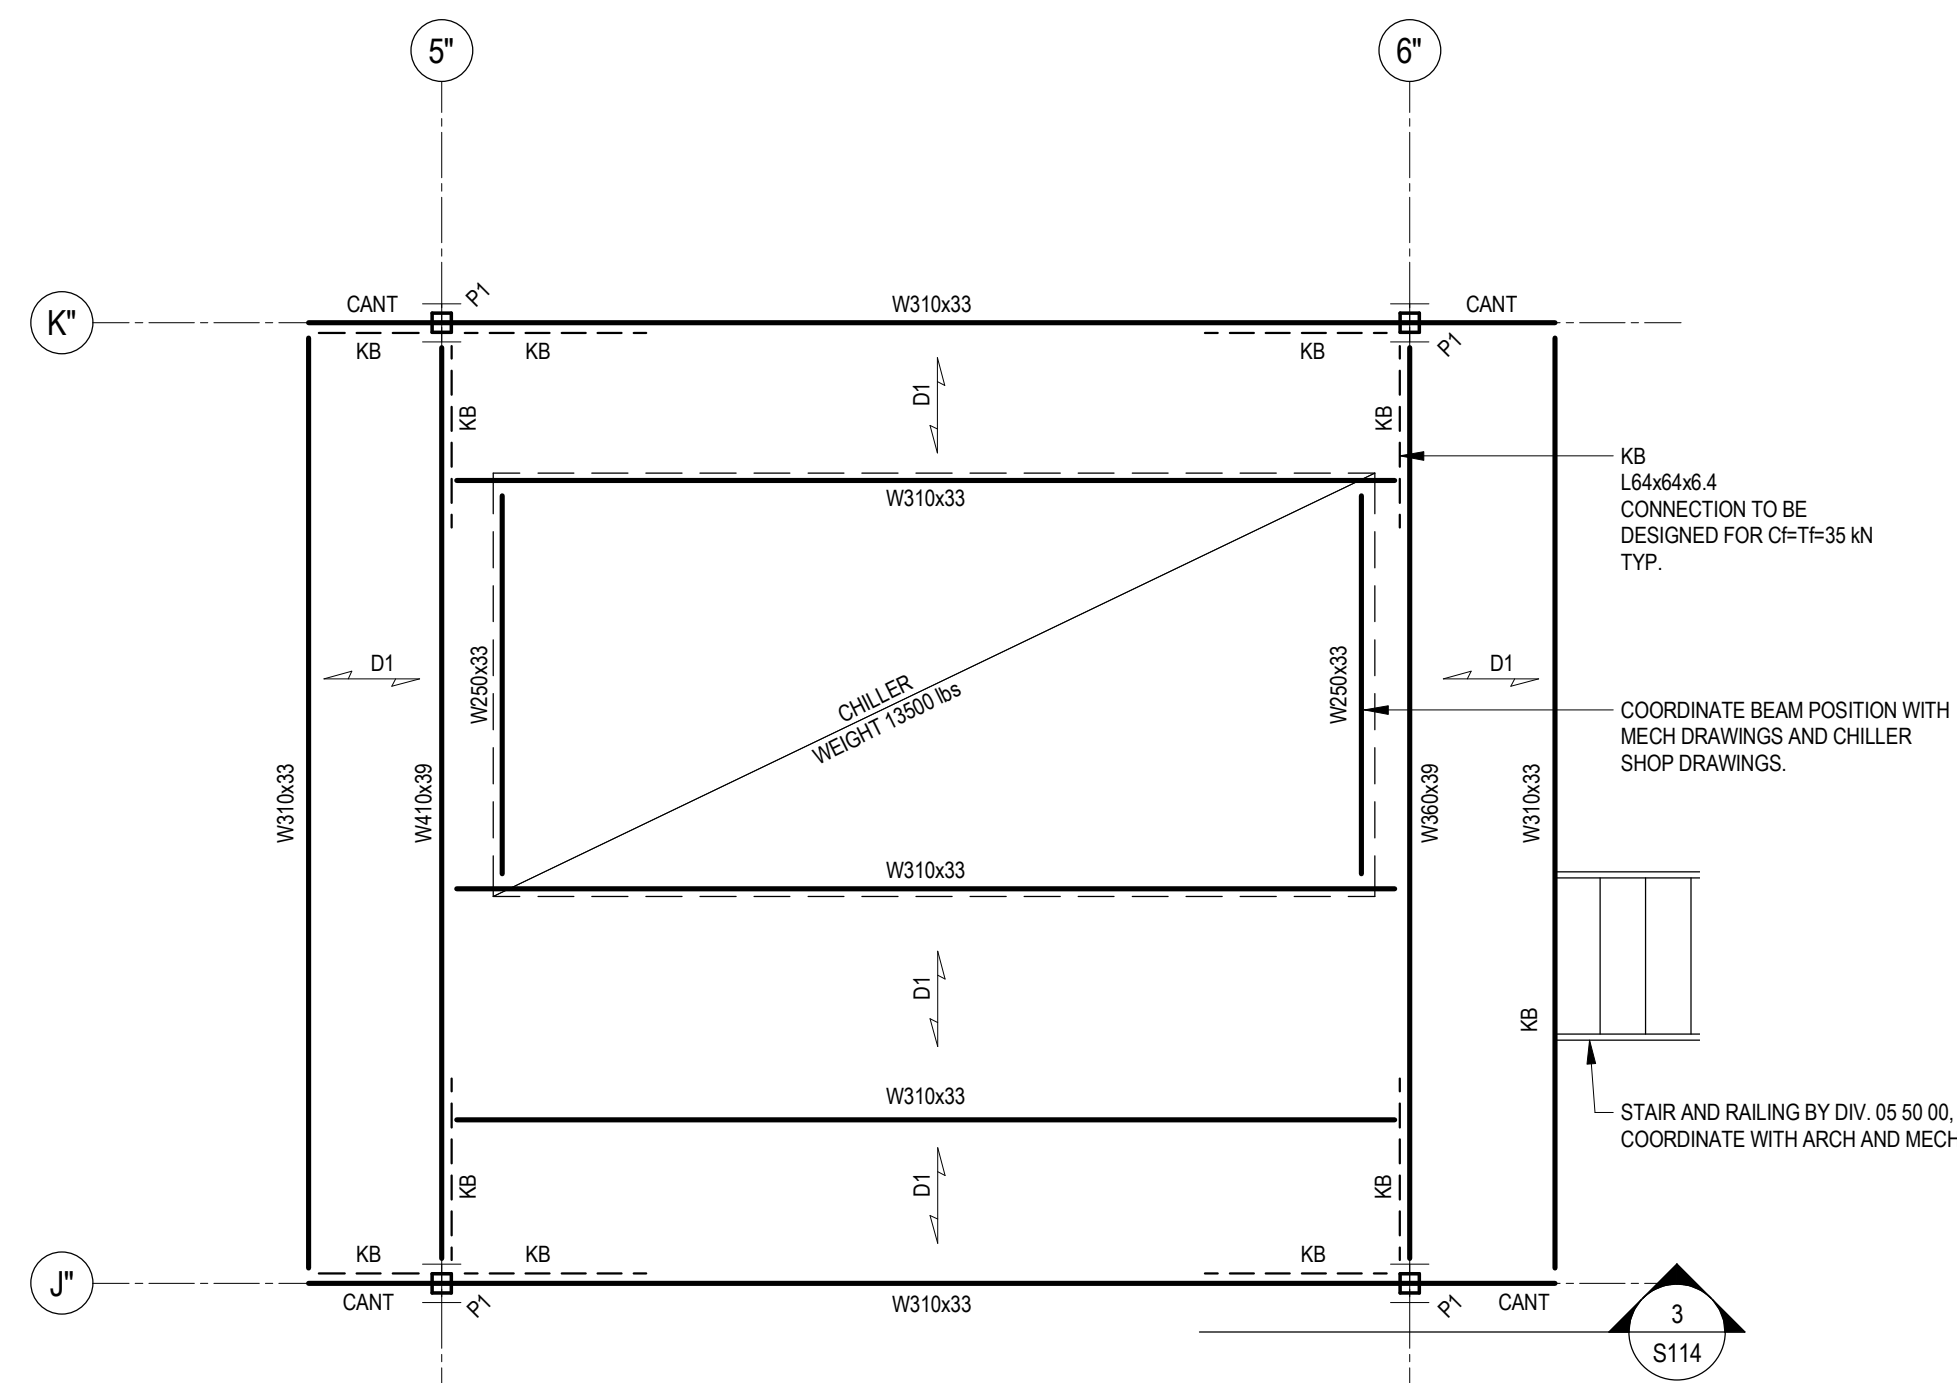 5"
6"
K"
CANT
P1
W310x33
CANT
KB
KB
KB
P1
D1
KB
KB
KB
L64x64x6.4
CONNECTION TO BE
DESIGNED FOR Cf=Tf=35 kN
TYP.
W310x33
D1
W250x33
CHILLER
WEIGHT 13500 lbs
W250x33
D1
COORDINATE BEAM POSITION WITH
MECH DRAWINGS AND CHILLER
SHOP DRAWINGS.
W310x33
W410x39
W360x39
W310x33
W310x33
D1
KB
W310x33
STAIR AND RAILING BY DIV. 05 50 00,
COORDINATE WITH ARCH AND MECH
KB
D1
KB
KB
KB
KB
J"
CANT
P1
W310x33
P1
CANT
3
S114